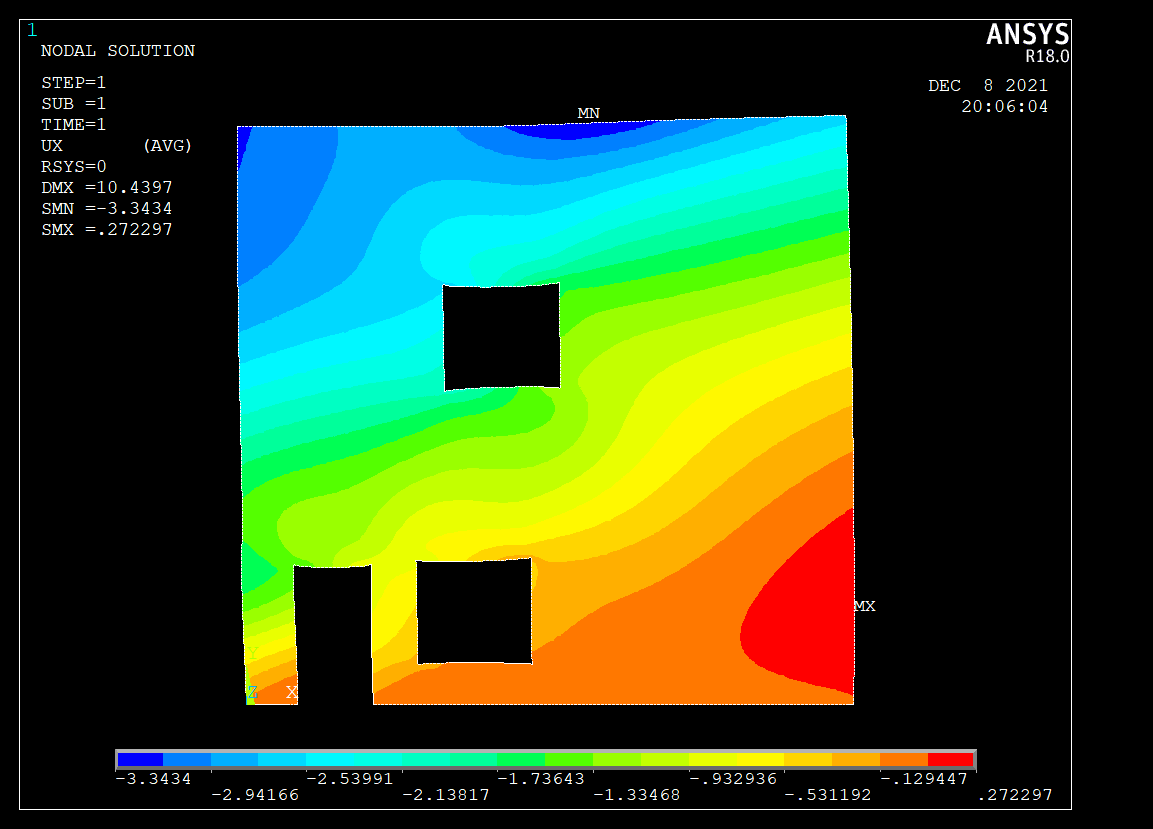 1
ANSYS
R18.0
NODAL SOLUTION
STEP=1
SUB =1
TIME=1
UX (AVG)
RSYS=0
DMX =10.4397
SMN =-3.3434
SMX =.272297
DEC 8 2021
20:06:04
MN
MX
Y
Z X
-3.3434 -2.53991 -1.73643 -.932936 -.129447
-2.94166 -2.13817 -1.33468 -.531192 .272297